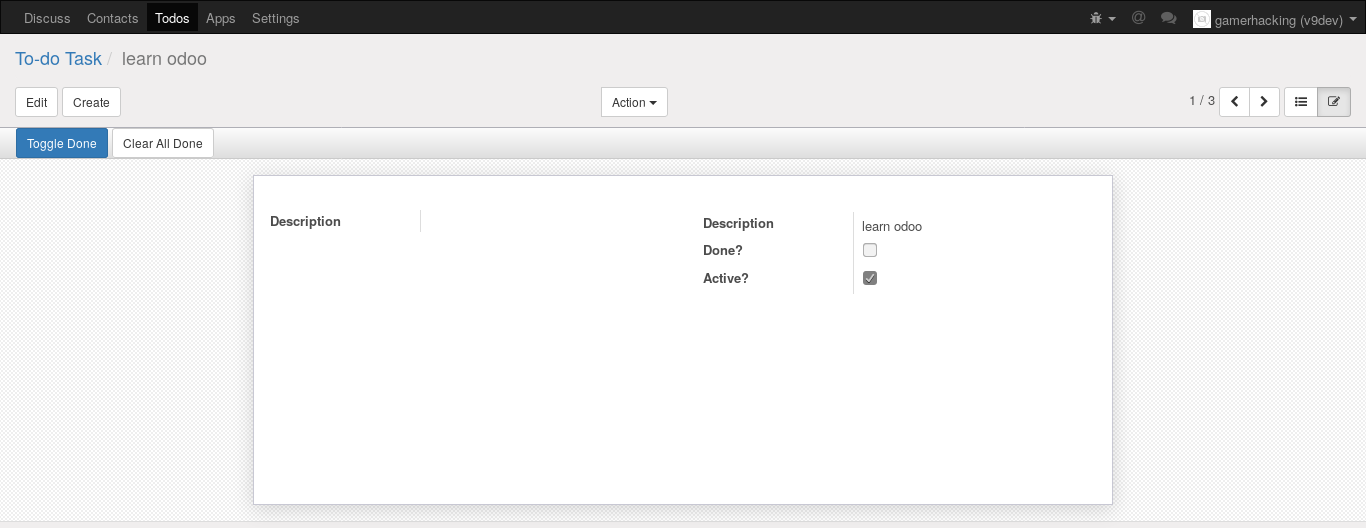 Discuss Contacts Todos Apps Settings @ gamerhacking (v9dev)
To-do Task / learn odoo
Edit Create Action 1 / 3
Toggle Done Clear All Done
Description
Description learn odoo
Done?
Active?